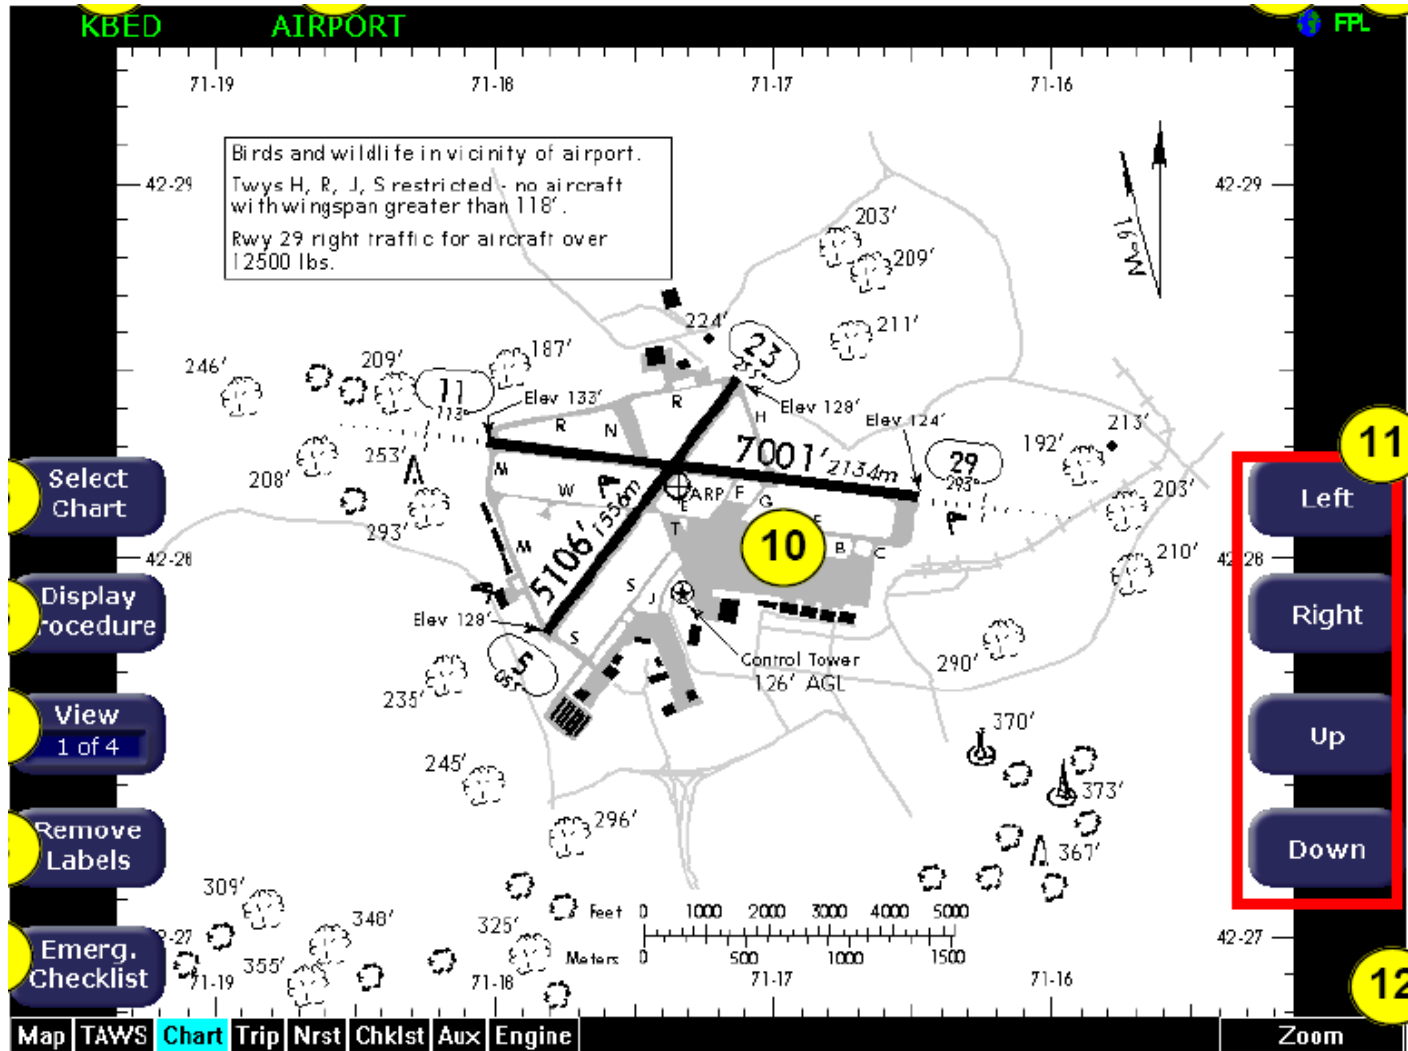 KBED
AIRPORT
FPL
71-19
71-18
71-17
71-16
Birds and wildlife in vicinity of airport.
Twys H, R, J, S restricted - no aircraft
with wingspan greater than 118'.
Rwy 29 right traffic for aircraft over
12500 lbs.
42-29
42-29
16°W
203'
209'
211'
224'
23
187'
209'
246'
11
113°
Elev 133'
R
Elev 128'
Elev 124'
213'
11
R
N
H
7001' 2134m
29
293°
192'
253'
208'
M
W
ARP
F
G
E
203'
293'
Select
Chart
Left
E
T
10
B
C
210'
42-28
42-28
M
5106' 1556m
Display
rocedure
S
J
Right
Elev 128'
S
5
Control Tower
126' AGL
290'
235'
View
1 of 4
370'
Up
245'
373'
296'
367'
Remove
Labels
Down
309'
348'
325'
355'
Feet 0 1000 2000 3000 4000 5000
Meters 0 500 1000 1500
42-27
Emerg.
Checklist
12
71-19
71-18
71-17
71-16
Map TAWS Chart Trip Nrst Chklst Aux Engine
Zoom